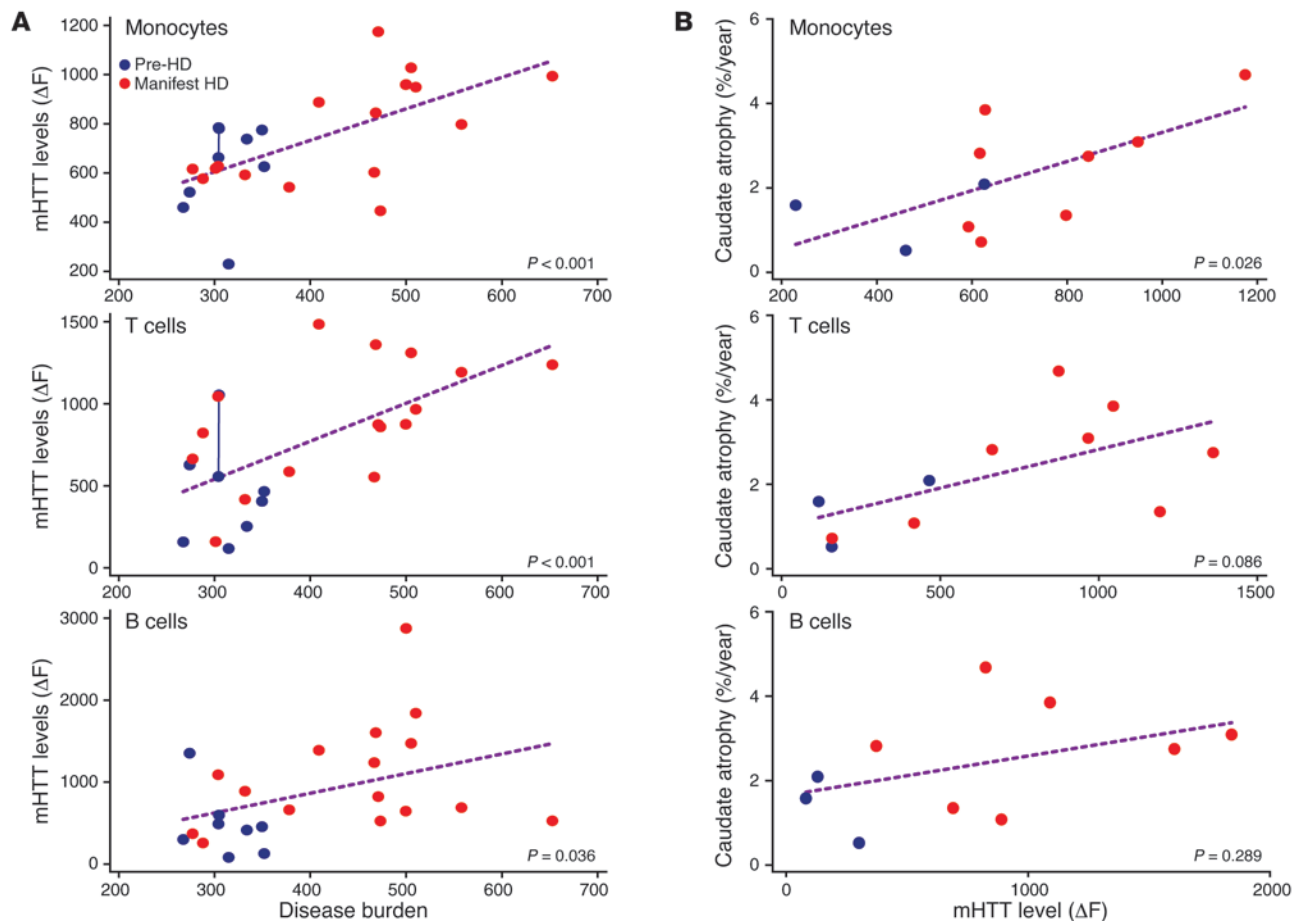 A
Monocytes
Pre-HD
Manifest HD
mHTT levels (ΔF)
1200
1000
800
600
400
200
P < 0.001
200 300 400 500 600 700
T cells
mHTT levels (ΔF)
1500
1000
500
0
P < 0.001
200 300 400 500 600 700
B cells
mHTT levels (ΔF)
3000
2000
1000
0
P = 0.036
200 300 400 500 600 700
Disease burden
B
Monocytes
Caudate atrophy (%/year)
6
4
2
0
P = 0.026
200 400 600 800 1000 1200
T cells
Caudate atrophy (%/year)
6
4
2
0
P = 0.086
0 500 1000 1500
B cells
Caudate atrophy (%/year)
6
4
2
0
P = 0.289
0 1000 2000
mHTT level (ΔF)